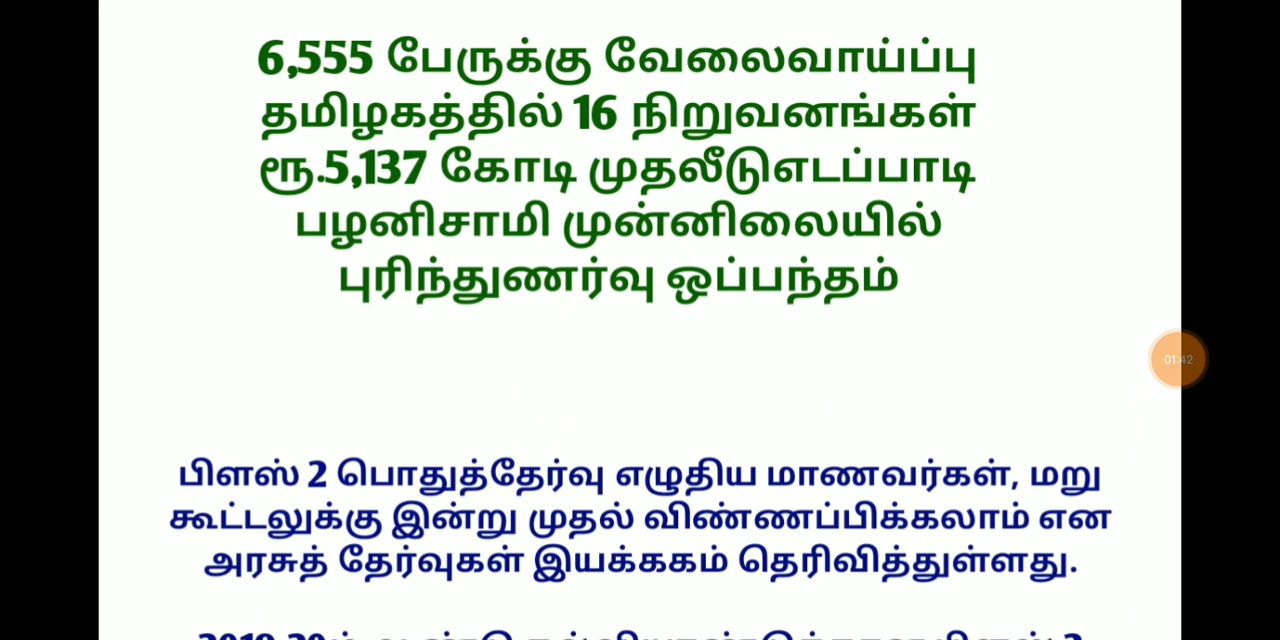 6,555 பேருக்கு வேலைவாய்ப்பு
தமிழகத்தில் 16 நிறுவனங்கள்
ரூ.5,137 கோடி முதலீடுஎடப்பாடி
பழனிசாமி முன்னிலையில்
புரிந்துணர்வு ஒப்பந்தம்
01:42
பிளஸ் 2 பொதுத்தேர்வு எழுதிய மாணவர்கள், மறு
கூட்டலுக்கு இன்று முதல் விண்ணப்பிக்கலாம் என
அரசுத் தேர்வுகள் இயக்ககம் தெரிவித்துள்ளது.